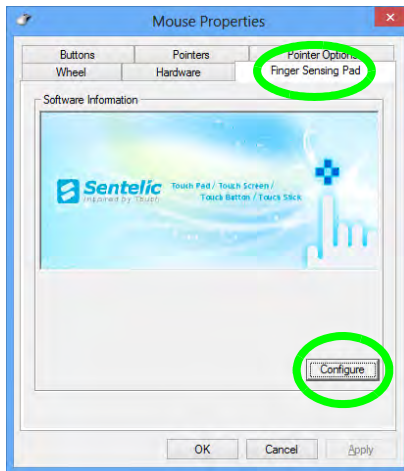 Mouse Properties
Buttons Pointers Pointer Options
Wheel Hardware Finger Sensing Pad
Software Information
Sentelic
Inspired by Touch
Touch Pad / Touch Screen /
Touch Button / Touch Stick
Configure
OK Cancel Apply